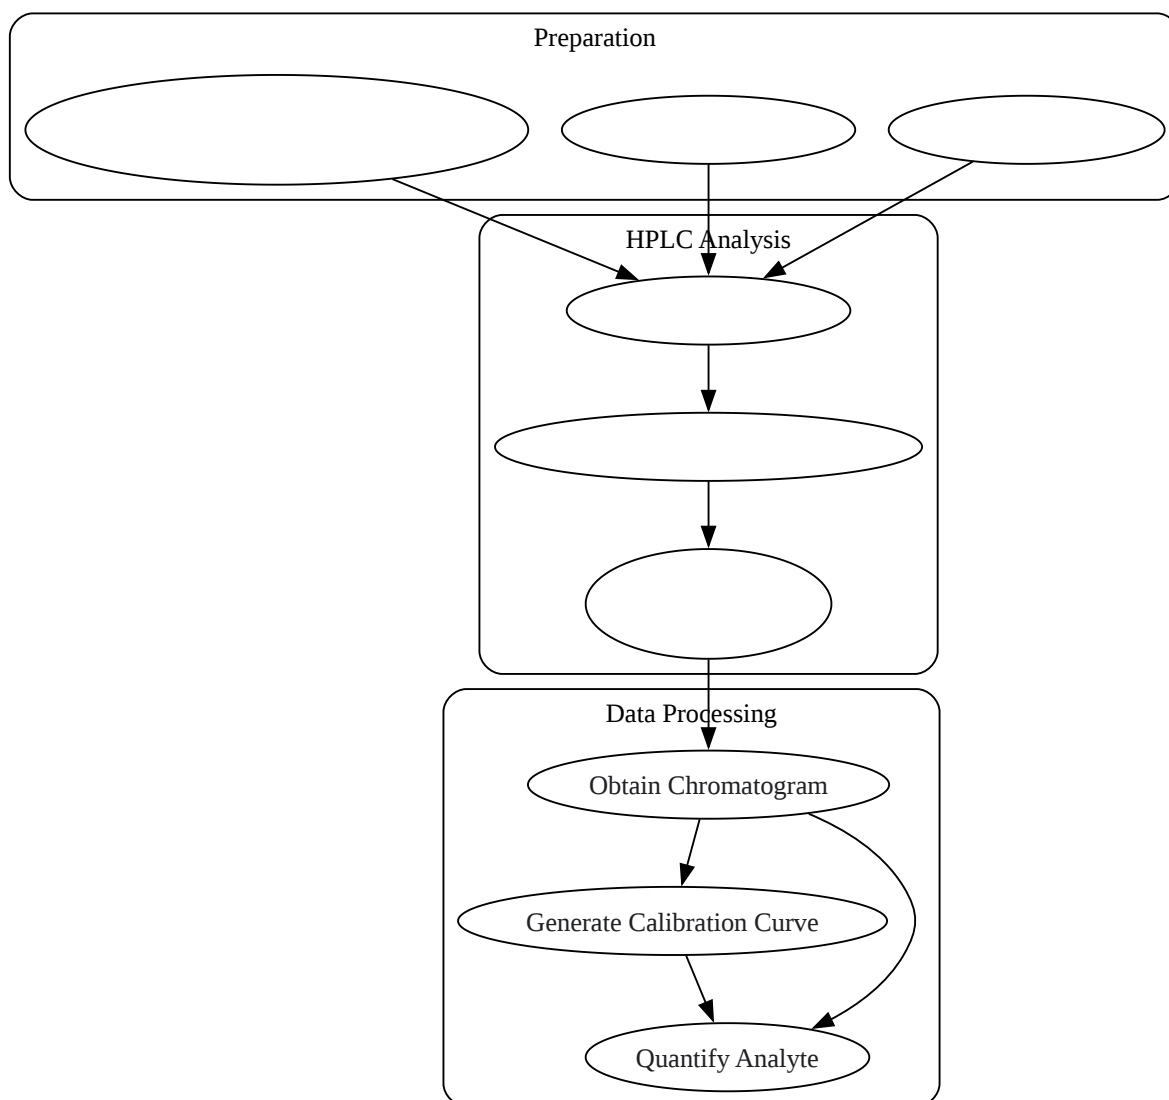 Preparation
HPLC Analysis
Data Processing
Obtain Chromatogram
Generate Calibration Curve
Quantify Analyte